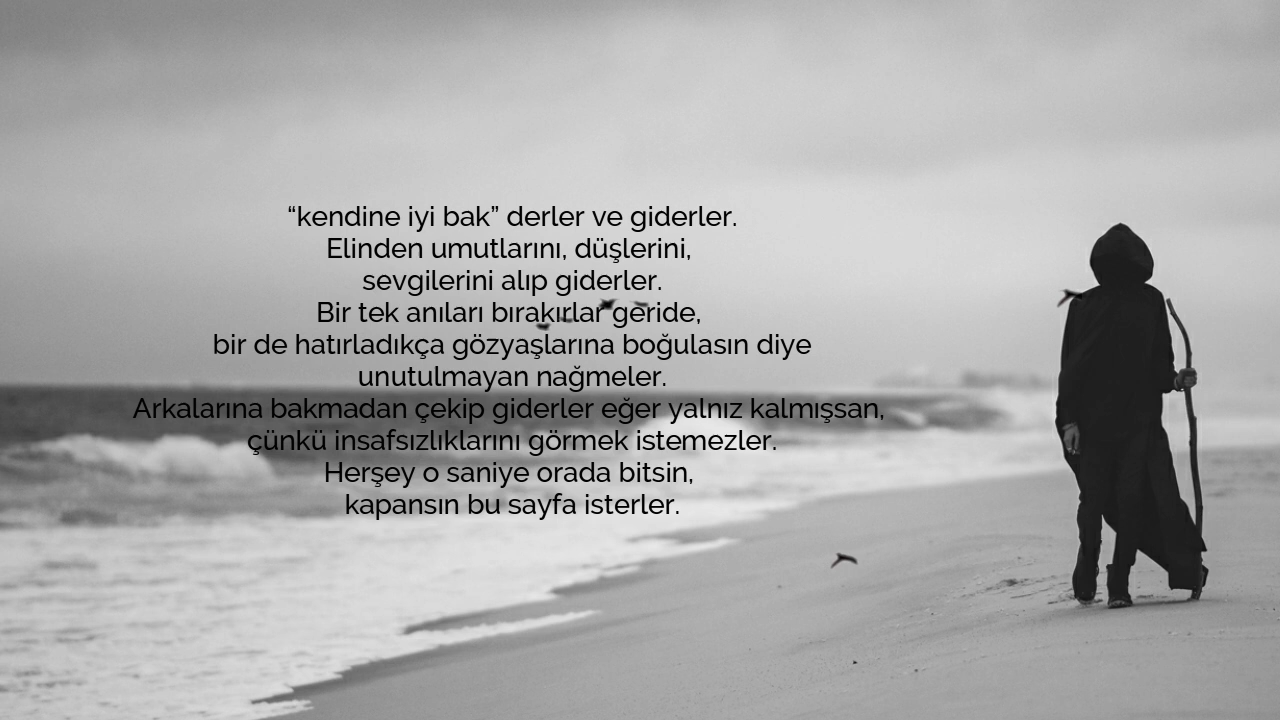 “kendine iyi bak” derler ve giderler.
Elinden umutlarını, düşlerini,
sevgilerini alıp giderler.
Bir tek anıları bırakırlar geride,
bir de hatırladıkça gözyaşlarına boğulasın diye
unutulmayan nağmeler.
Arkalarına bakmadan çekip giderler eğer yalnız kalmışsan,
çünkü insafsızlıklarını görmek istemezler.
Herşey o saniye orada bitsin,
kapansın bu sayfa isterler.